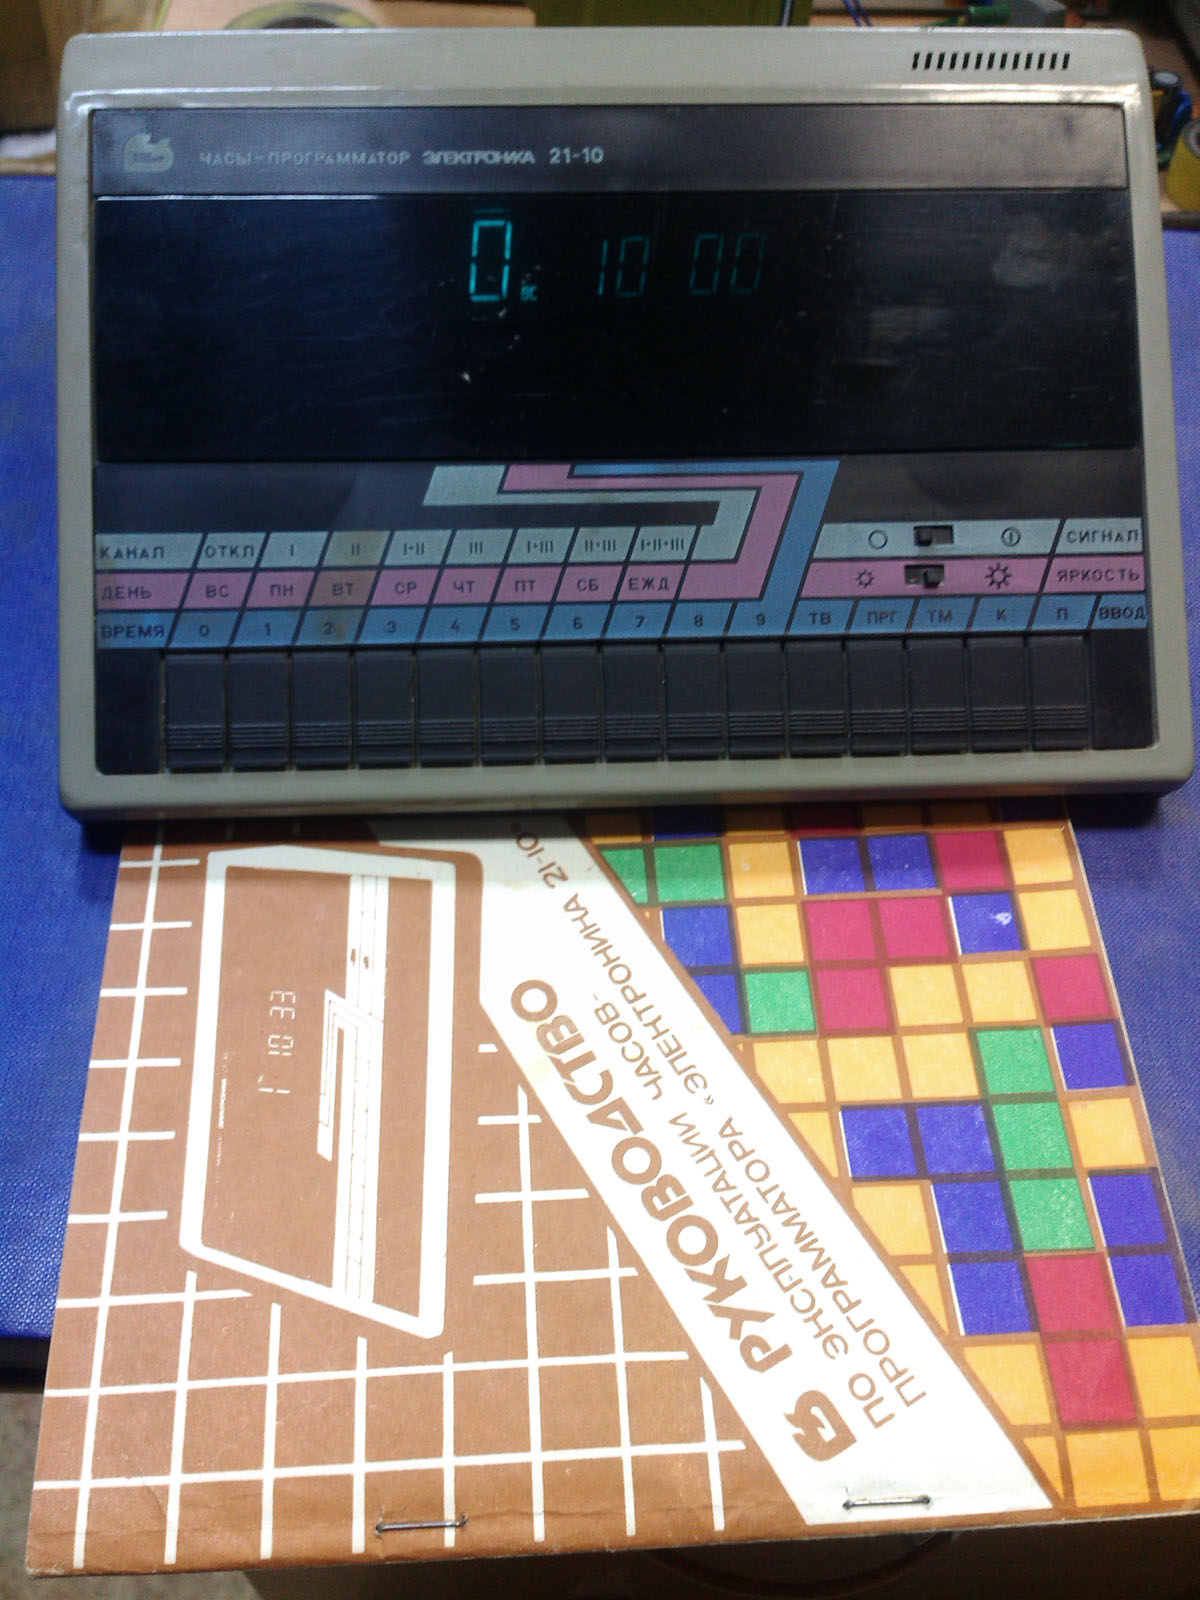 ЧАСЫ-ПРОГРАММАТОР ЭЛЕКТРОНИКА 21-10
0 ВС 10 00
КАНАЛ ОТКЛ I II I+II III I+III II+III I+II+III СИГНАЛ
ДЕНЬ ВС ПН ВТ СР ЧТ ПТ СБ ЕЖД ЯРКОСТЬ
ВРЕМЯ 0 1 2 3 4 5 6 7 8 9 ТВ ПРГ ТМ К П ВВОД
РУКОВОДСТВО
ПО ЭКСПЛУАТАЦИИ ЧАСОВ-
ПРОГРАММАТОРА «ЭЛЕКТРОНИКА 21-10»